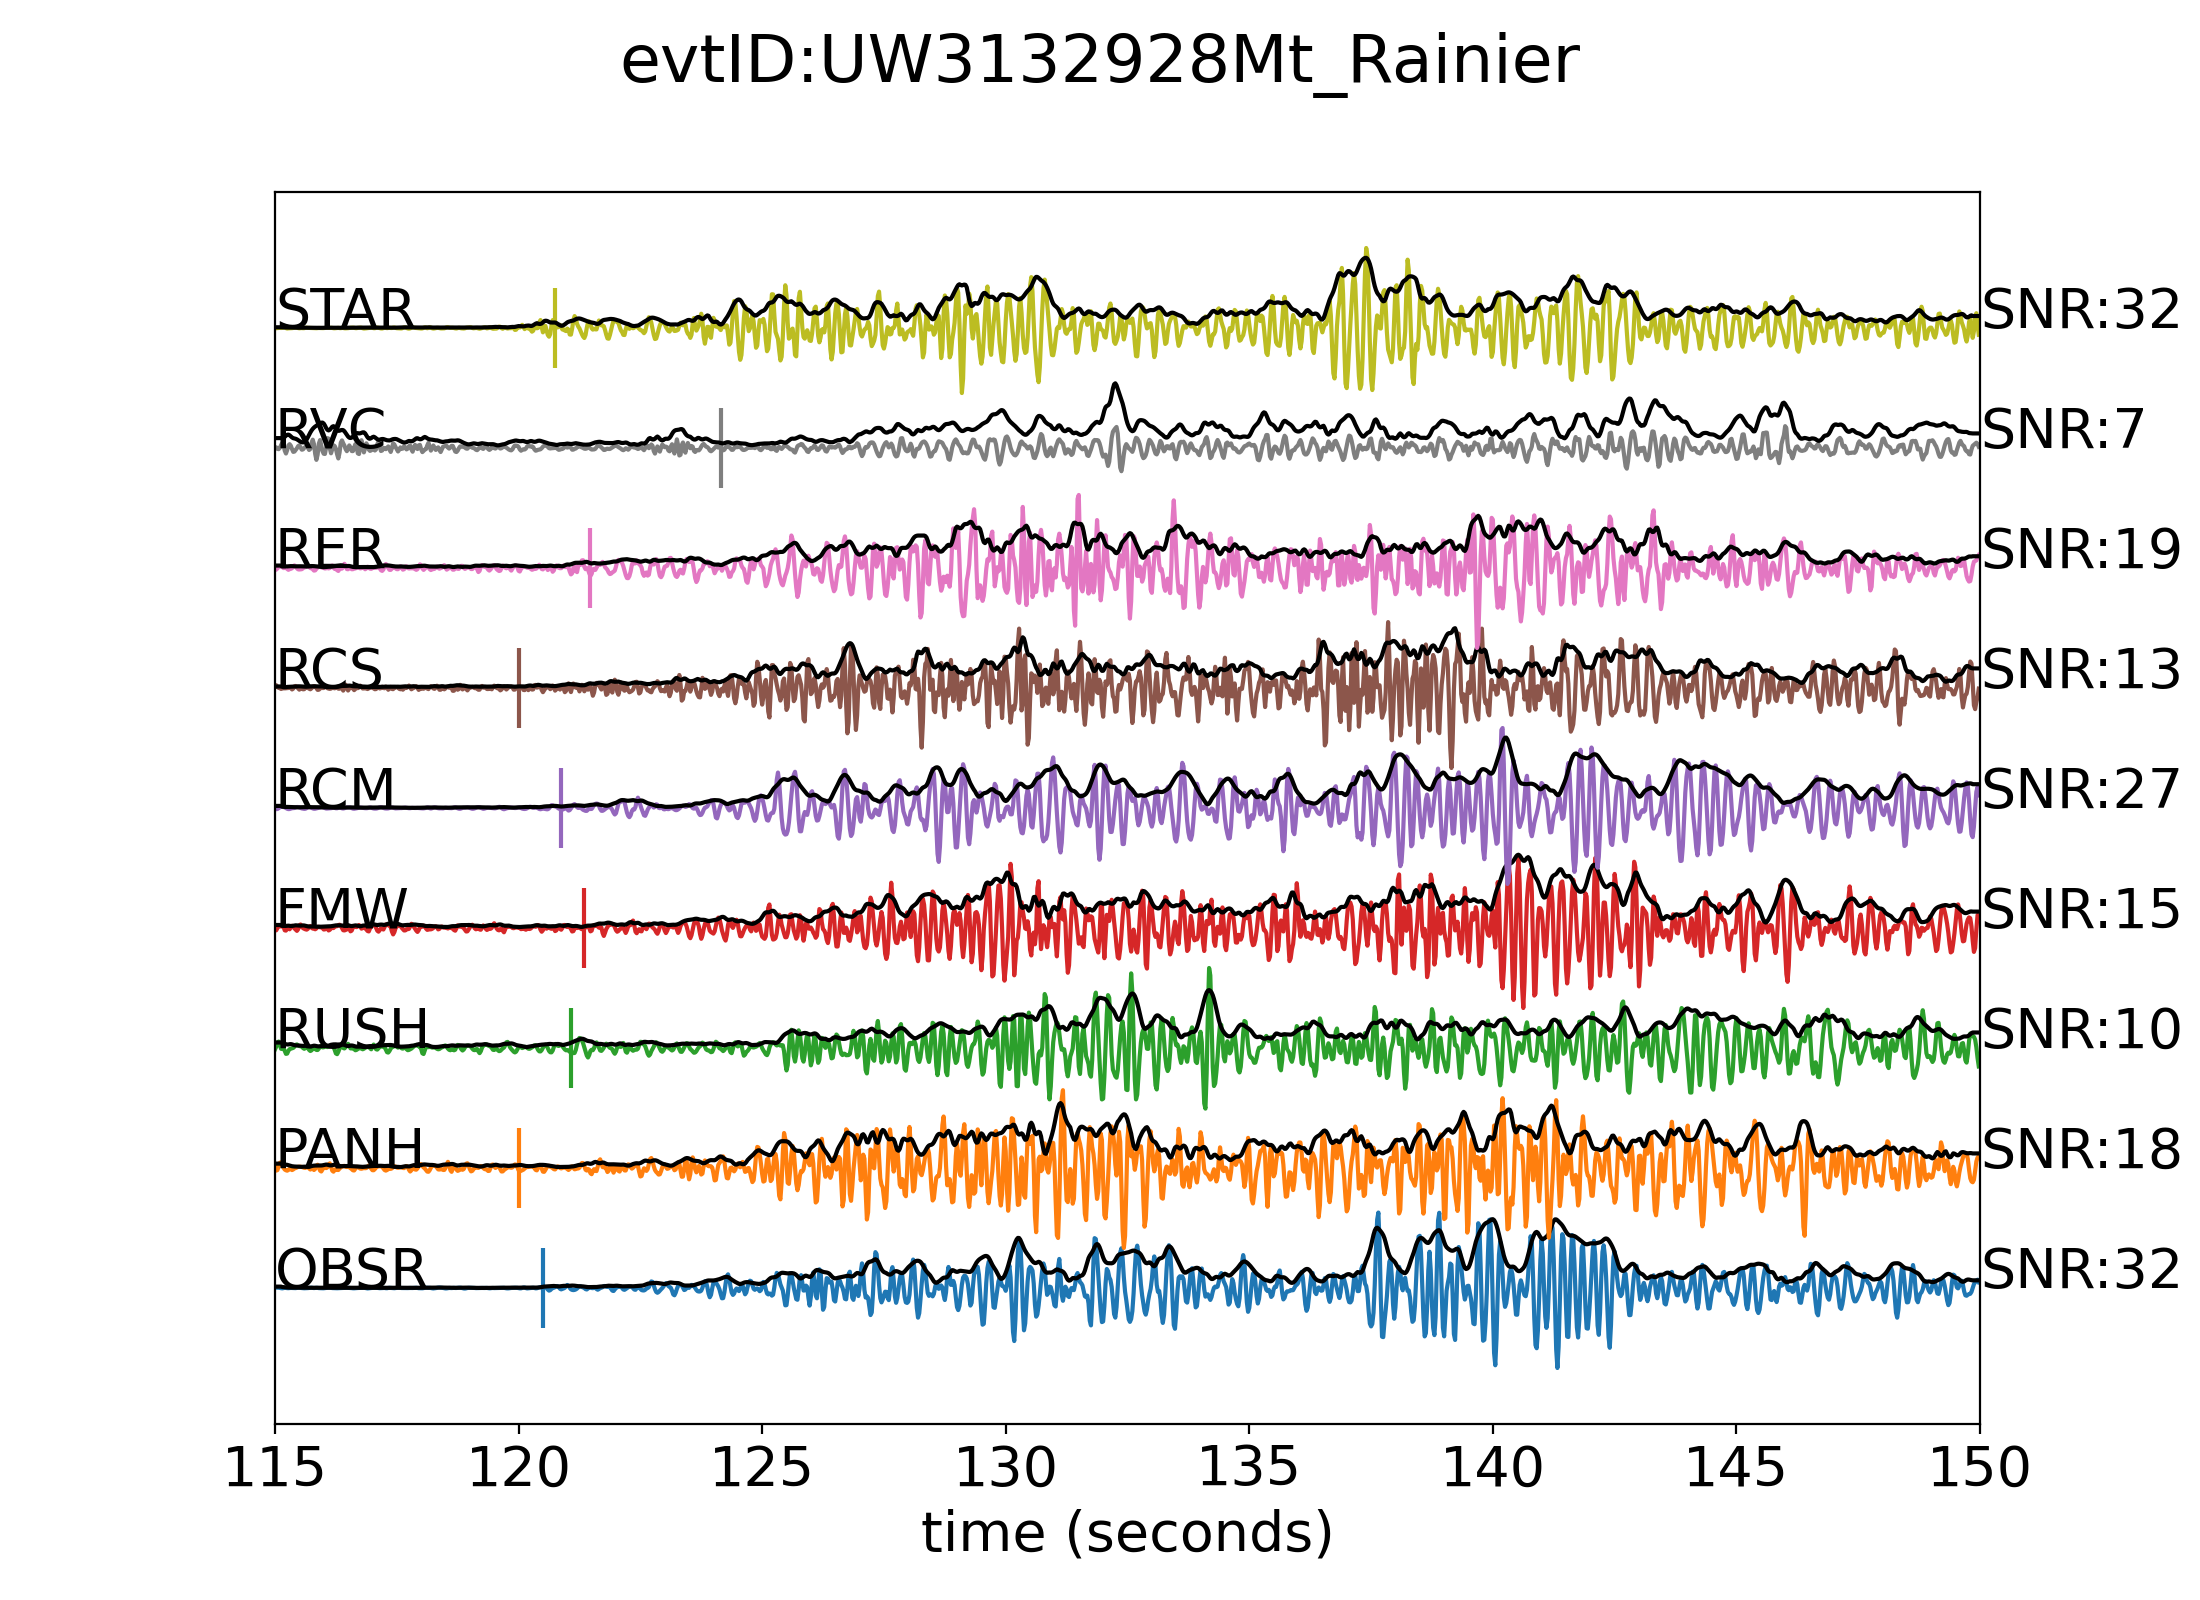 evtID:UW3132928Mt_Rainier
STAR SNR:32
RVC SNR:7
RER SNR:19
RCS SNR:13
RCM SNR:27
FMW SNR:15
RUSH SNR:10
PANH SNR:18
OBSR SNR:32
115 120 125 130 135 140 145 150
time (seconds)